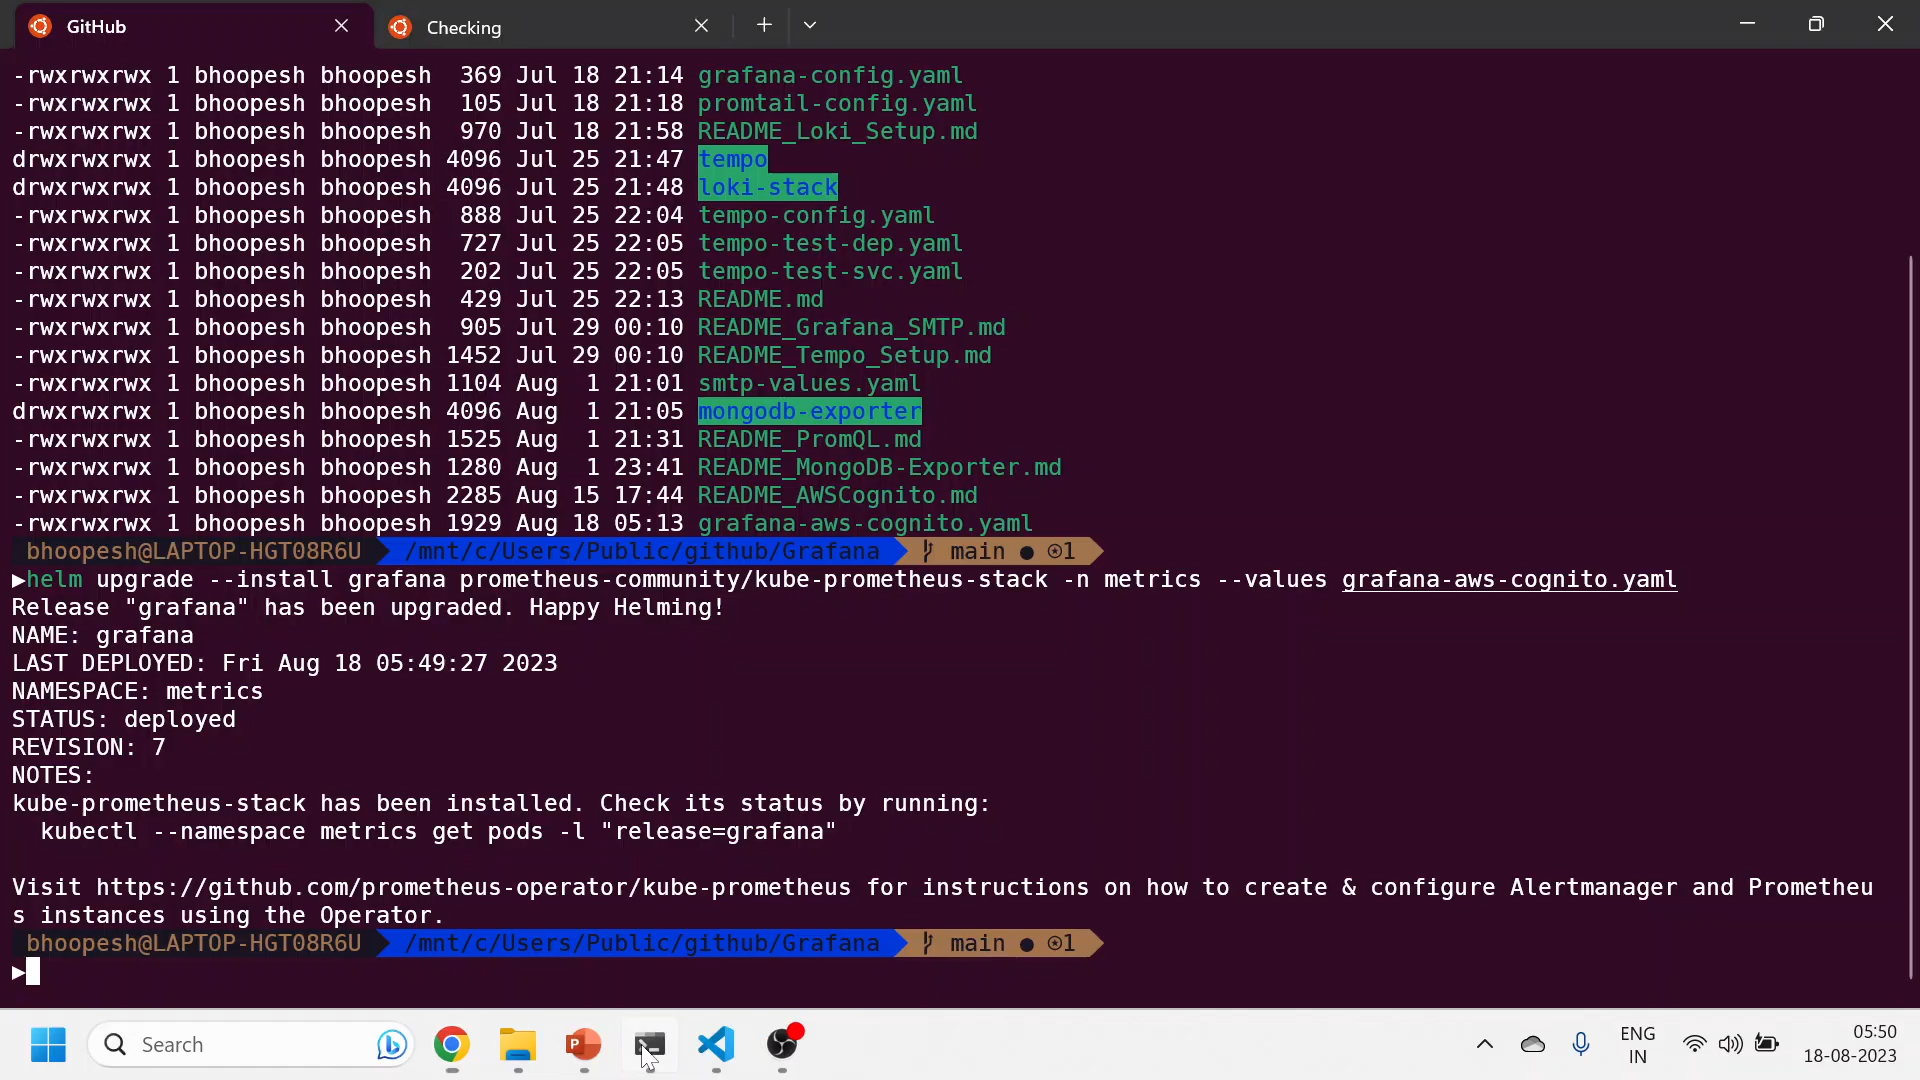 GitHub
Checking
-rwxrwxrwx 1 bhoopesh bhoopesh  369 Jul 18 21:14 grafana-config.yaml
-rwxrwxrwx 1 bhoopesh bhoopesh  105 Jul 18 21:18 promtail-config.yaml
-rwxrwxrwx 1 bhoopesh bhoopesh  970 Jul 18 21:58 README_Loki_Setup.md
drwxrwxrwx 1 bhoopesh bhoopesh 4096 Jul 25 21:47 tempo
drwxrwxrwx 1 bhoopesh bhoopesh 4096 Jul 25 21:48 loki-stack
-rwxrwxrwx 1 bhoopesh bhoopesh  888 Jul 25 22:04 tempo-config.yaml
-rwxrwxrwx 1 bhoopesh bhoopesh  727 Jul 25 22:05 tempo-test-dep.yaml
-rwxrwxrwx 1 bhoopesh bhoopesh  202 Jul 25 22:05 tempo-test-svc.yaml
-rwxrwxrwx 1 bhoopesh bhoopesh  429 Jul 25 22:13 README.md
-rwxrwxrwx 1 bhoopesh bhoopesh  905 Jul 29 00:10 README_Grafana_SMTP.md
-rwxrwxrwx 1 bhoopesh bhoopesh 1452 Jul 29 00:10 README_Tempo_Setup.md
-rwxrwxrwx 1 bhoopesh bhoopesh 1104 Aug  1 21:01 smtp-values.yaml
drwxrwxrwx 1 bhoopesh bhoopesh 4096 Aug  1 21:05 mongodb-exporter
-rwxrwxrwx 1 bhoopesh bhoopesh 1525 Aug  1 21:31 README_PromQL.md
-rwxrwxrwx 1 bhoopesh bhoopesh 1280 Aug  1 23:41 README_MongoDB-Exporter.md
-rwxrwxrwx 1 bhoopesh bhoopesh 2285 Aug 15 17:44 README_AWSCognito.md
-rwxrwxrwx 1 bhoopesh bhoopesh 1929 Aug 18 05:13 grafana-aws-cognito.yaml
bhoopesh@LAPTOP-HGT08R6U /mnt/c/Users/Public/github/Grafana main ● ⍟1
▶helm upgrade --install grafana prometheus-community/kube-prometheus-stack -n metrics --values grafana-aws-cognito.yaml
Release "grafana" has been upgraded. Happy Helming!
NAME: grafana
LAST DEPLOYED: Fri Aug 18 05:49:27 2023
NAMESPACE: metrics
STATUS: deployed
REVISION: 7
NOTES:
kube-prometheus-stack has been installed. Check its status by running:
  kubectl --namespace metrics get pods -l "release=grafana"
Visit https://github.com/prometheus-operator/kube-prometheus for instructions on how to create & configure Alertmanager and Prometheu
s instances using the Operator.
bhoopesh@LAPTOP-HGT08R6U /mnt/c/Users/Public/github/Grafana main ● ⍟1
▶
Search
ENG
IN
05:50
18-08-2023